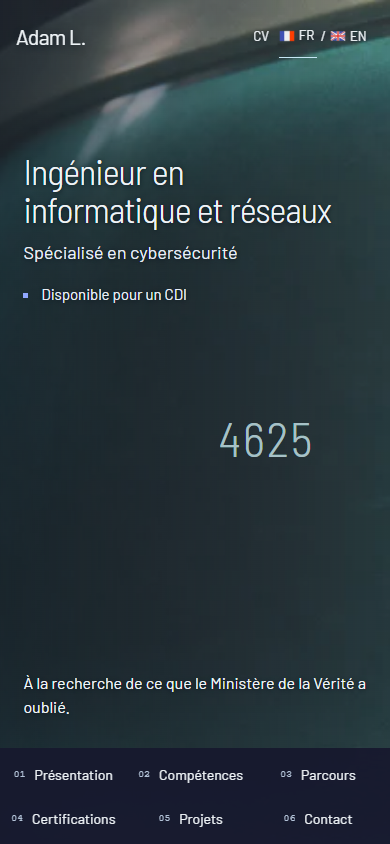 Adam L.
CV 🇫🇷 FR / 🇬🇧 EN
Ingénieur en
informatique et réseaux
Spécialisé en cybersécurité
Disponible pour un CDI
4625
À la recherche de ce que le Ministère de la Vérité a
oublié.
01 Présentation 02 Compétences 03 Parcours
04 Certifications 05 Projets 06 Contact